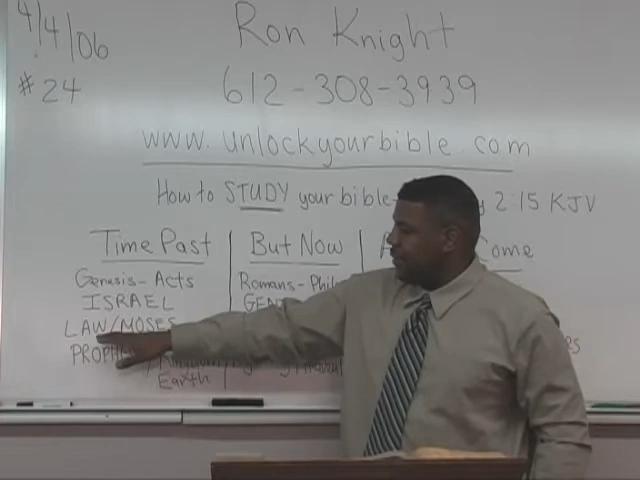 4/4/06
#24
Ron Knight
612-308-3939
www.unlockyourbible.com
How to STUDY your bible- 2:15 KJV
Time Past But Now Come
Genesis-Acts Romans-
ISRAEL
LAW/MOSES
Earth